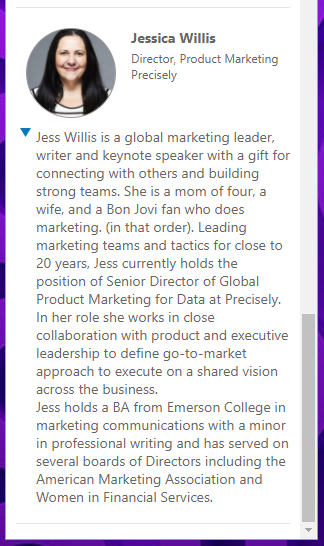 Jessica Willis
Director, Product Marketing
Precisely
Jess Willis is a global marketing leader,
writer and keynote speaker with a gift for
connecting with others and building
strong teams. She is a mom of four, a
wife, and a Bon Jovi fan who does
marketing. (in that order). Leading
marketing teams and tactics for close to
20 years, Jess currently holds the
position of Senior Director of Global
Product Marketing for Data at Precisely.
In her role she works in close
collaboration with product and executive
leadership to define go-to-market
approach to execute on a shared vision
across the business.
Jess holds a BA from Emerson College in
marketing communications with a minor
in professional writing and has served on
several boards of Directors including the
American Marketing Association and
Women in Financial Services.